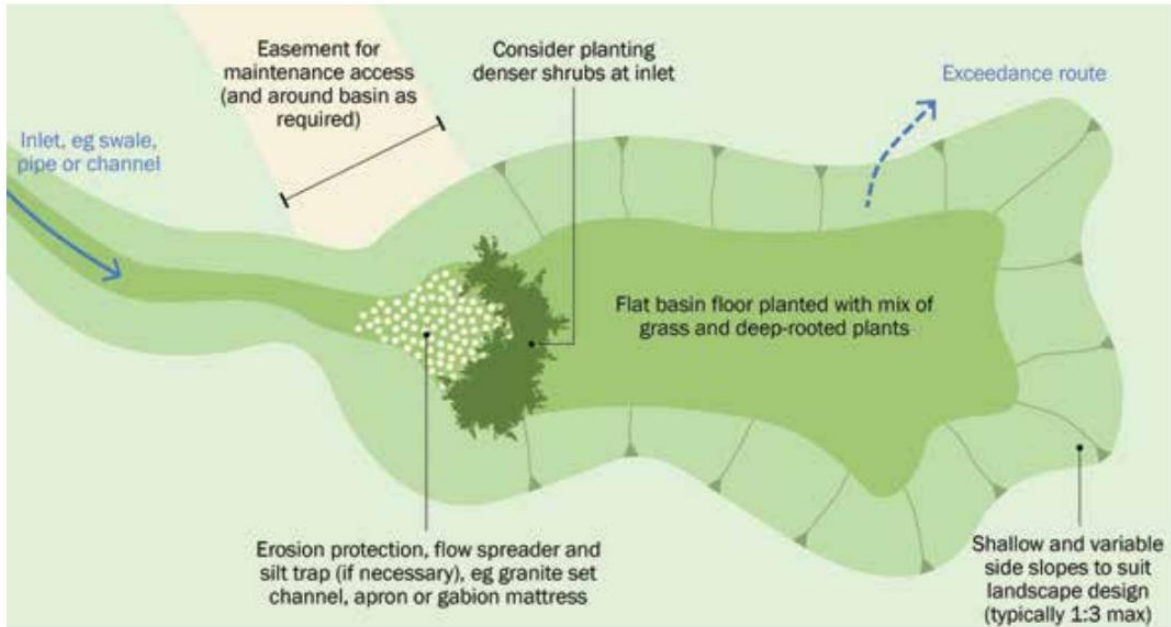 Easement for
maintenance access
(and around basin as
required)
Consider planting
denser shrubs at inlet
Exceedance route
Inlet, eg swale,
pipe or channel
Flat basin floor planted with mix of
grass and deep-rooted plants
Erosion protection, flow spreader and
silt trap (if necessary), eg granite set
channel, apron or gabion mattress
Shallow and variable
side slopes to suit
landscape design
(typically 1:3 max)